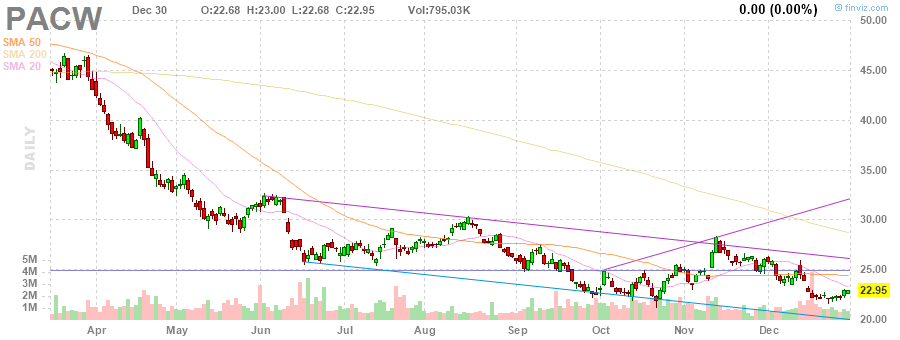 PACW Dec 30 O:22.68 H:23.00 L:22.68 C:22.95 Vol:795.03K 0.00 (0.00%) finviz.com
50.00
SMA 50
SMA 200
SMA 20
45.00
40.00
DAILY
35.00
30.00
5M
4M
25.00
3M
22.95
2M
1M
20.00
Apr May Jun Jul Aug Sep Oct Nov Dec